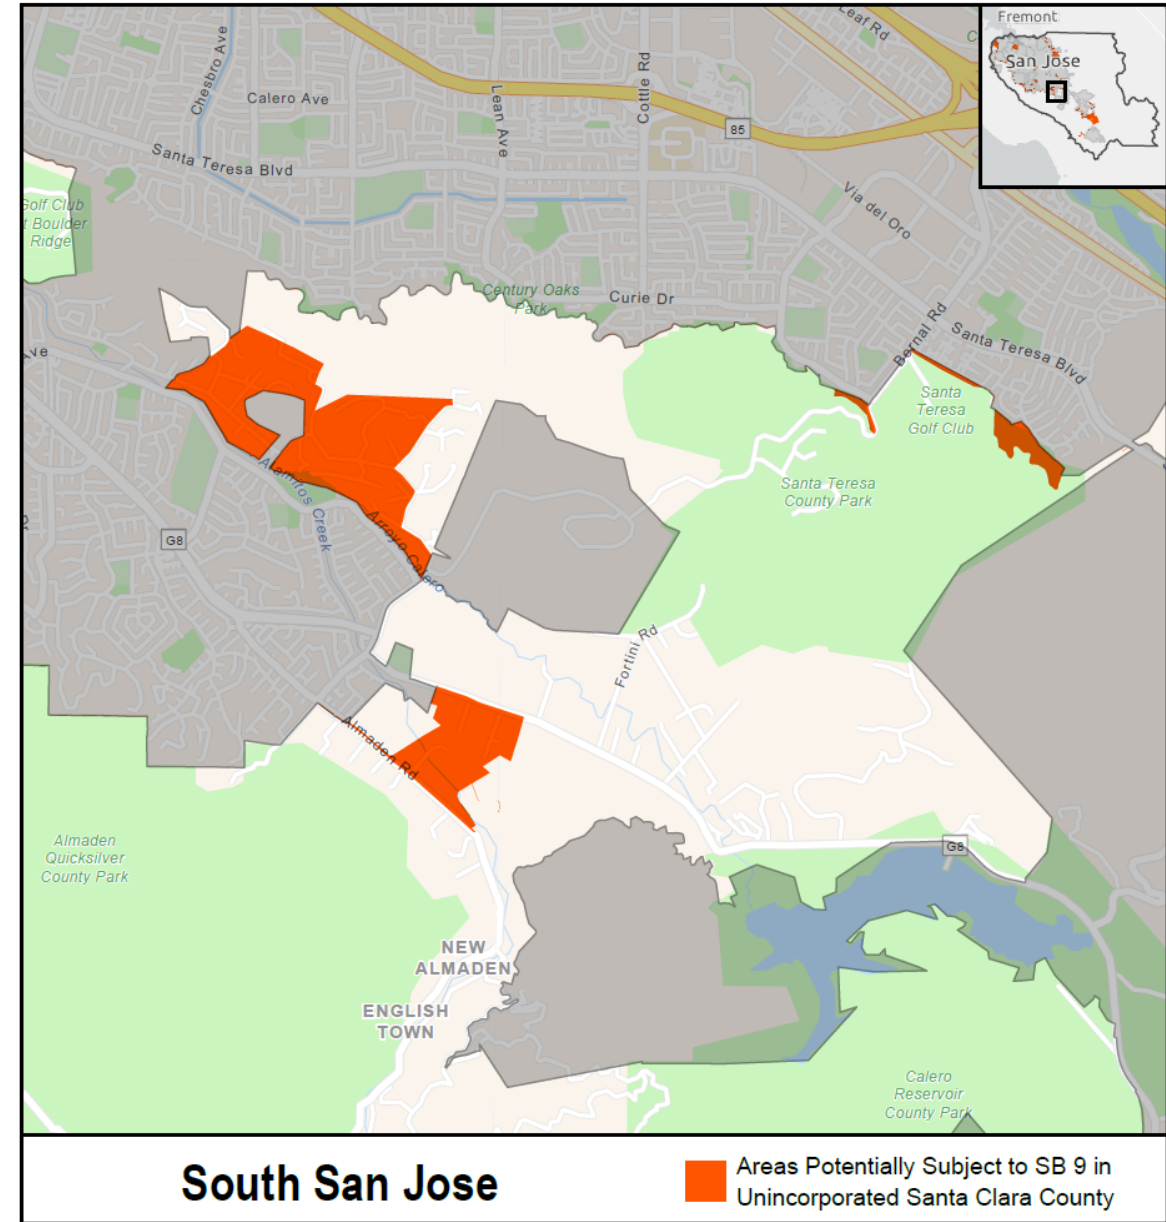 Leaf Rd
Fremont
San Jose
Chesbro Ave
Calero Ave
Lean Ave
Cottle Rd
85
Santa Teresa Blvd
Via del Oro
Golf Club
t Boulder
Ridge
Century Oaks
Park
Curie Dr
Bernal Rd
Santa Teresa Blvd
Ave
Santa
Teresa
Golf Club
Santa Teresa
County Park
Alamitos Creek
Arroyo Calero
G8
Fortini Rd
Almaden Rd
Almaden
Quicksilver
County Park
G8
NEW
ALMADEN
ENGLISH
TOWN
Calero
Reservoir
County Park
South San Jose
Areas Potentially Subject to SB 9 in
Unincorporated Santa Clara County